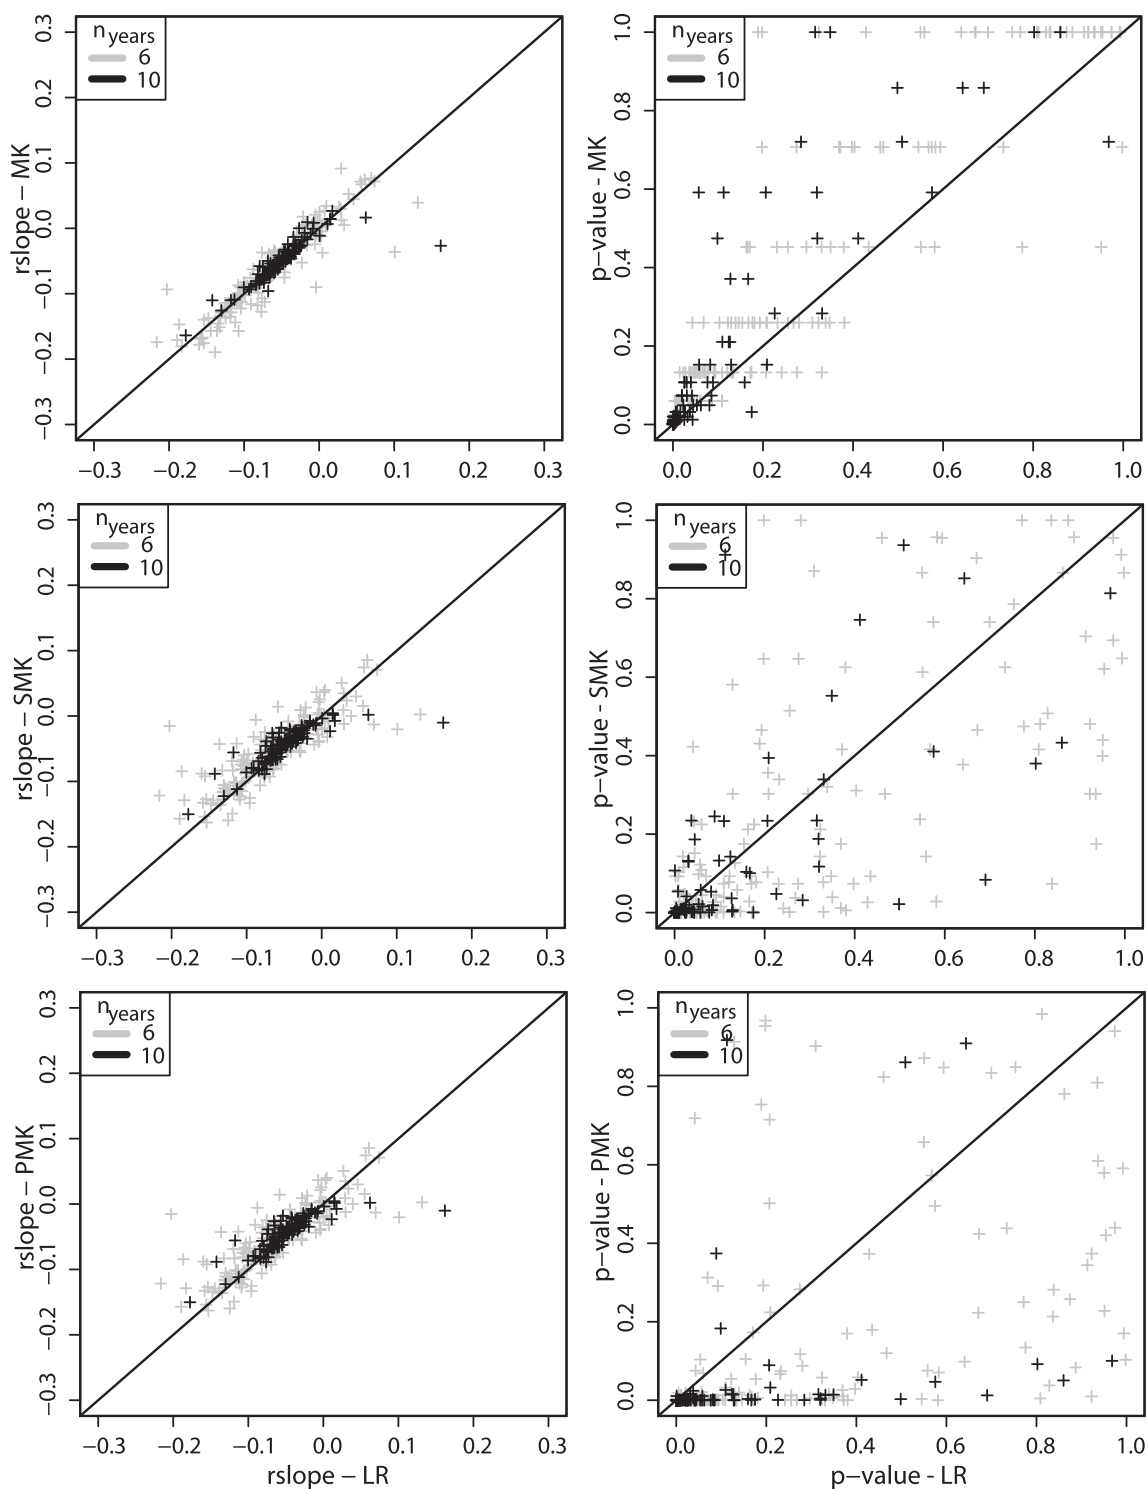 n years
6
10
0.3
0.2
0.1
0.0
−0.1
−0.2
−0.3
rslope − MK
−0.3 −0.2 −0.1 0.0 0.1 0.2 0.3
n years
6
10
1.0
0.8
0.6
0.4
0.2
0.0
p−value - MK
0.0 0.2 0.4 0.6 0.8 1.0
n years
6
10
0.3
0.2
0.1
0.0
−0.1
−0.2
−0.3
rslope − SMK
−0.3 −0.2 −0.1 0.0 0.1 0.2 0.3
n years
6
10
1.0
0.8
0.6
0.4
0.2
0.0
p−value - SMK
0.0 0.2 0.4 0.6 0.8 1.0
n years
6
10
0.3
0.2
0.1
0.0
−0.1
−0.2
−0.3
rslope − PMK
−0.3 −0.2 −0.1 0.0 0.1 0.2 0.3
rslope − LR
n years
6
10
1.0
0.8
0.6
0.4
0.2
0.0
p−value - PMK
0.0 0.2 0.4 0.6 0.8 1.0
p−value - LR